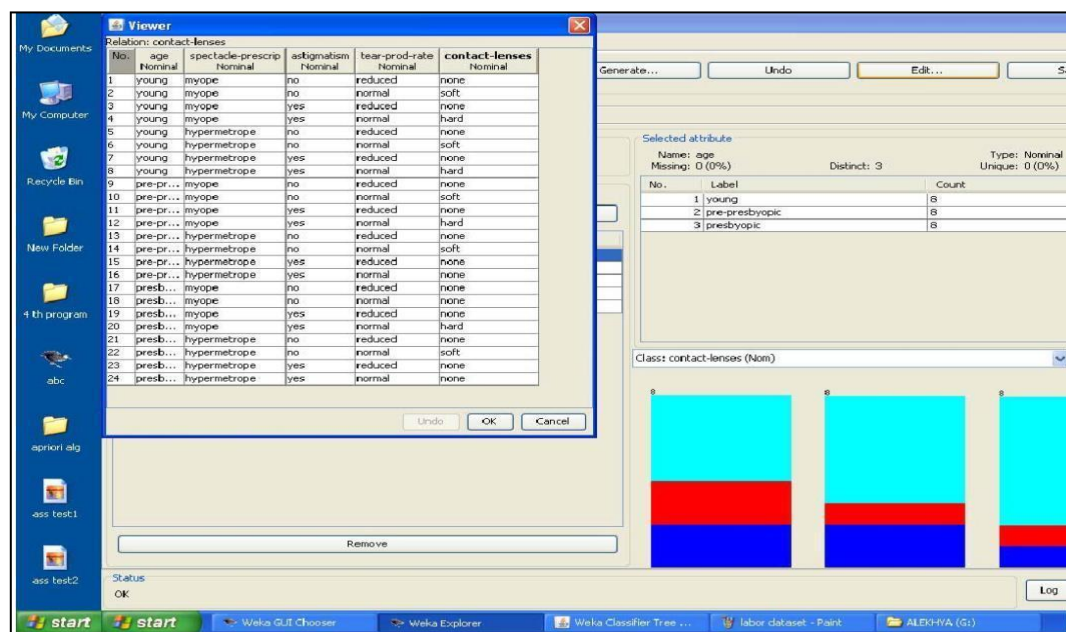 My Documents
My Computer
Recycle Bin
New Folder
4 th program
abc
apriori alg
ass test1
ass test2
Viewer
Relation: contact-lenses
No. age spectacle-prescrip astigmatism tear-prod-rate contact-lenses
Nominal Nominal Nominal Nominal Nominal
1 young myope no reduced none
2 young myope no normal soft
3 young myope yes reduced none
4 young myope yes normal hard
5 young hypermetrope no reduced none
6 young hypermetrope no normal soft
7 young hypermetrope yes reduced none
8 young hypermetrope yes normal hard
9 pre-pr... myope no reduced none
10 pre-pr... myope no normal soft
11 pre-pr... myope yes reduced none
12 pre-pr... myope yes normal hard
13 pre-pr... hypermetrope no reduced none
14 pre-pr... hypermetrope no normal soft
15 pre-pr... hypermetrope yes reduced none
16 pre-pr... hypermetrope yes normal none
17 presb... myope no reduced none
18 presb... myope no normal none
19 presb... myope yes reduced none
20 presb... myope yes normal hard
21 presb... hypermetrope no reduced none
22 presb... hypermetrope no normal soft
23 presb... hypermetrope yes reduced none
24 presb... hypermetrope yes normal none
Undo OK Cancel
Generate... Undo Edit...
Selected attribute
Name: age Type: Nominal
Missing: 0 (0%) Distinct: 3 Unique: 0 (0%)
No. Label Count
1 young 8
2 pre-presbyopic 8
3 presbyopic 8
Class: contact-lenses (Nom)
8 8 8
Remove
Status
OK Log
start start Weka GUI Chooser Weka Explorer Weka Classifier Tree ... labor dataset - Paint ALEKHYA (G:)